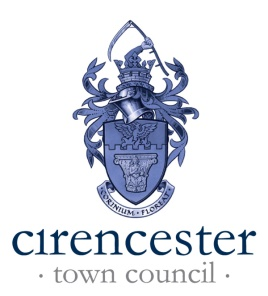 CORINIUM · FLOREAT
cirencester
· town council ·